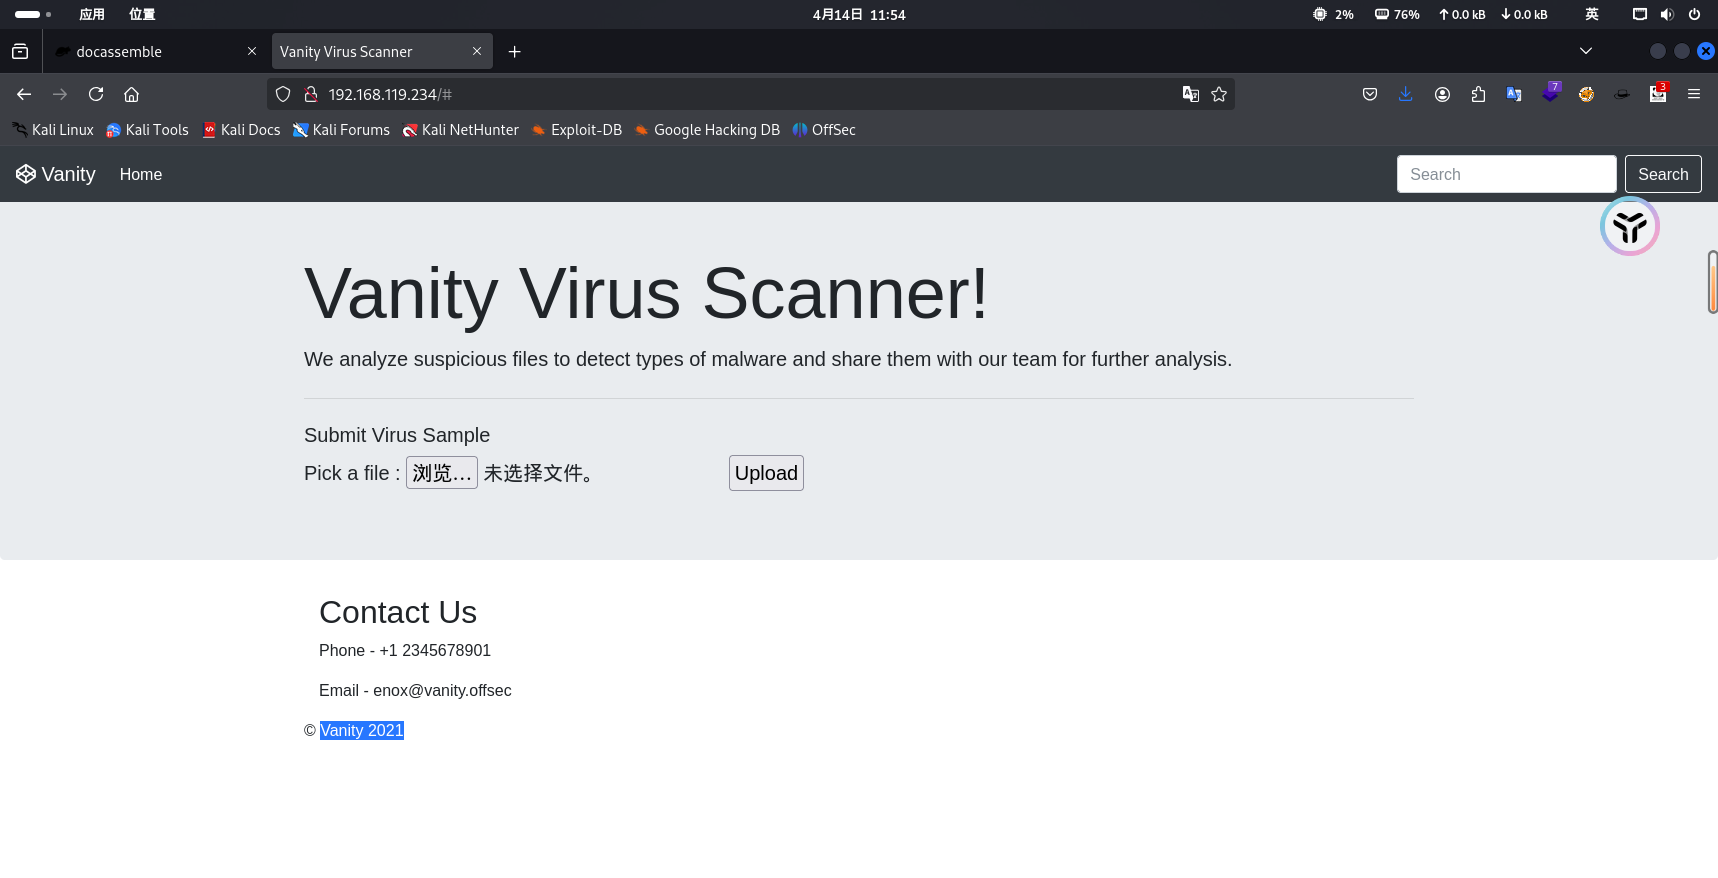 应用 位置 4月14日 11:54 2% 76% 0.0 kB 0.0 kB 英
docassemble Vanity Virus Scanner
192.168.119.234/# 7 3
Kali Linux Kali Tools Kali Docs Kali Forums Kali NetHunter Exploit-DB Google Hacking DB OffSec
Vanity Home Search Search
Vanity Virus Scanner!
We analyze suspicious files to detect types of malware and share them with our team for further analysis.
Submit Virus Sample
Pick a file : 浏览… 未选择文件。 Upload
Contact Us
Phone - +1 2345678901
Email - enox@vanity.offsec
© Vanity 2021